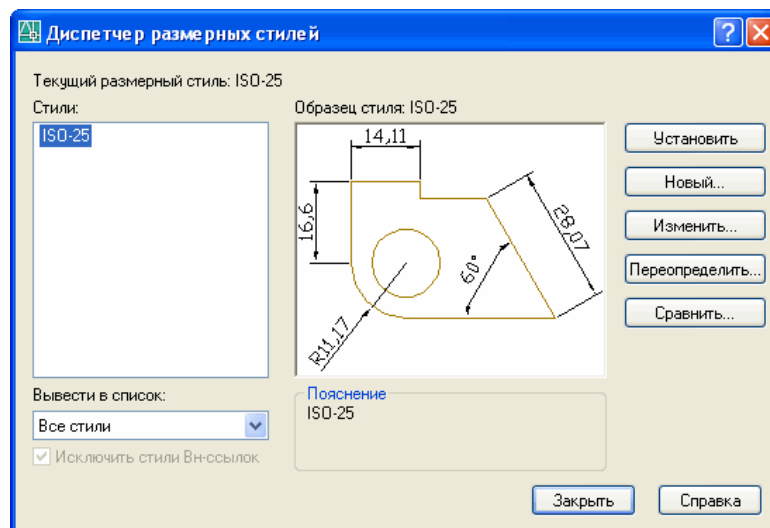 Диспетчер размерных стилей
Текущий размерный стиль: ISO-25
Стили:
Образец стиля: ISO-25
ISO-25
14,11
16,6
28,07
60°
R11,17
Установить
Новый...
Изменить...
Переопределить...
Сравнить...
Вывести в список:
Все стили
Исключить стили Вн-ссылок
Пояснение
ISO-25
Закрыть
Справка